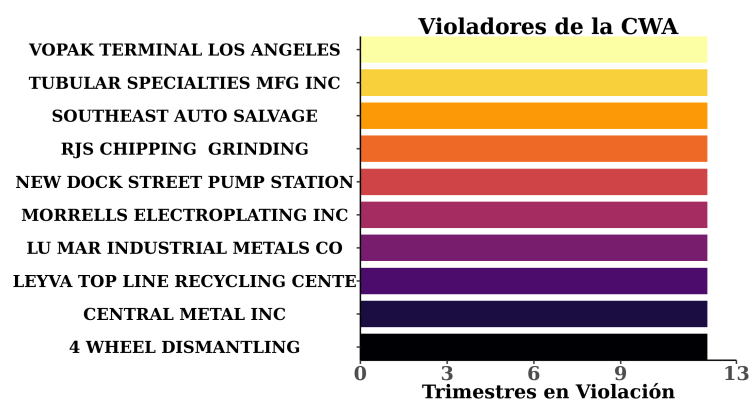 Violadores de la CWA
VOPAK TERMINAL LOS ANGELES
TUBULAR SPECIALTIES MFG INC
SOUTHEAST AUTO SALVAGE
RJS CHIPPING  GRINDING
NEW DOCK STREET PUMP STATION
MORRELLS ELECTROPLATING INC
LU MAR INDUSTRIAL METALS CO
LEYVA TOP LINE RECYCLING CENTE
CENTRAL METAL INC
4 WHEEL DISMANTLING
0 3 6 9 13
Trimestres en Violación